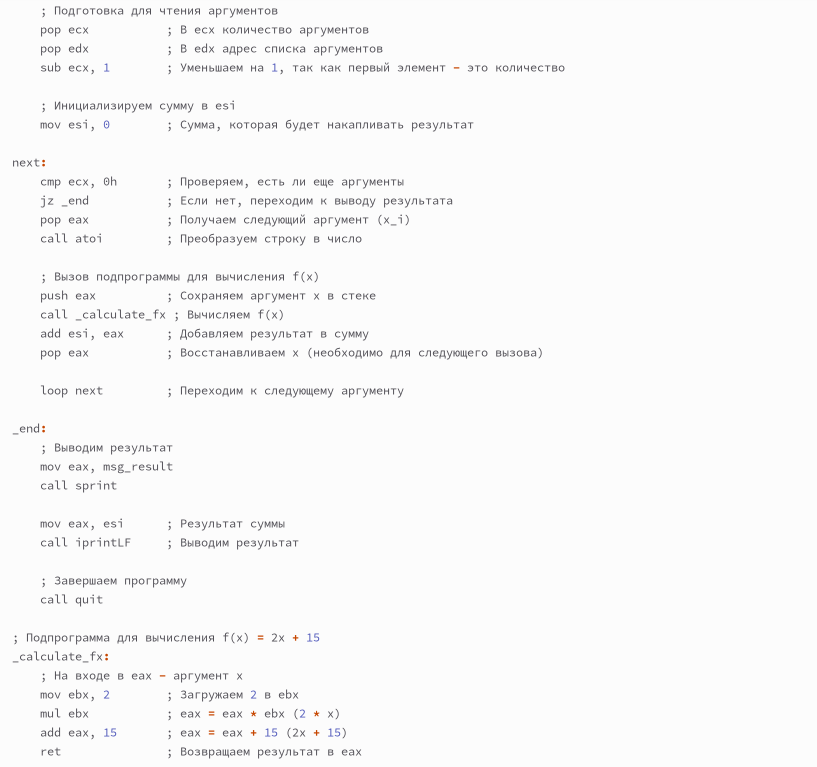 ; Подготовка для чтения аргументов
    pop ecx           ; В ecx количество аргументов
    pop edx           ; В edx адрес списка аргументов
    sub ecx, 1        ; Уменьшаем на 1, так как первый элемент – это количество

    ; Инициализируем сумму в esi
    mov esi, 0        ; Сумма, которая будет накапливать результат

next:
    cmp ecx, 0h       ; Проверяем, есть ли еще аргументы
    jz _end           ; Если нет, переходим к выводу результата
    pop eax           ; Получаем следующий аргумент (x_i)
    call atoi         ; Преобразуем строку в число

    ; Вызов подпрограммы для вычисления f(x)
    push eax          ; Сохраняем аргумент x в стеке
    call _calculate_fx ; Вычисляем f(x)
    add esi, eax      ; Добавляем результат в сумму
    pop eax           ; Восстанавливаем x (необходимо для следующего вызова)

    loop next         ; Переходим к следующему аргументу

_end:
    ; Выводим результат
    mov eax, msg_result
    call sprint

    mov eax, esi      ; Результат суммы
    call iprintLF     ; Выводим результат

    ; Завершаем программу
    call quit

; Подпрограмма для вычисления f(x) = 2x + 15
_calculate_fx:
    ; На входе в eax – аргумент x
    mov ebx, 2        ; Загружаем 2 в ebx
    mul ebx           ; eax = eax * ebx (2 * x)
    add eax, 15       ; eax = eax + 15 (2x + 15)
    ret               ; Возвращаем результат в eax